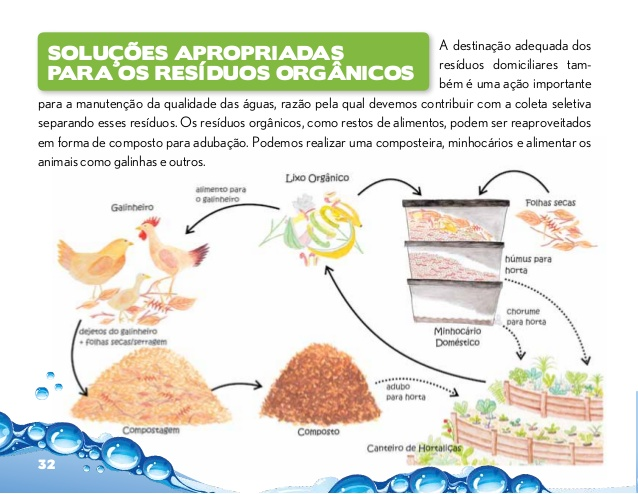 SOLUÇÕES APROPRIADAS
PARA OS RESÍDUOS ORGÂNICOS
A destinação adequada dos
resíduos domiciliares tam-
bém é uma ação importante
para a manutenção da qualidade das águas, razão pela qual devemos contribuir com a coleta seletiva
separando esses resíduos. Os resíduos orgânicos, como restos de alimentos, podem ser reaproveitados
em forma de composto para adubação. Podemos realizar uma composteira, minhocários e alimentar os
animais como galinhas e outros.
Lixo Orgânico
alimento para
o galinheiro
Galinheiro
Folhas secas
húmus para
horta
chorume
para horta
Minhocário
Doméstico
dejetos do galinheiro
+ folhas secas/serragem
adubo
para horta
Compostagem
Composto
Canteiro de Hortaliças
32